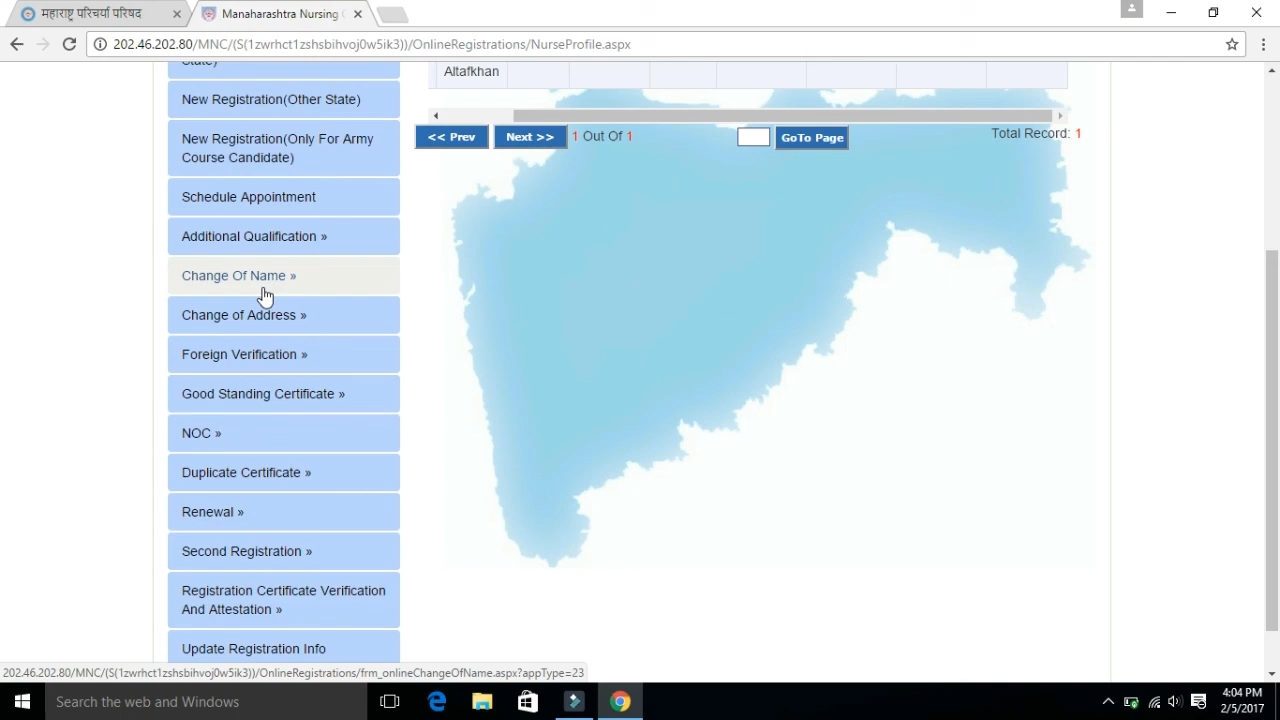 महाराष्ट्र परिचर्या परिषद
Manaharashtra Nursing
202.46.202.80/MNC/(S(1zwrhct1zshsbihvoj0w5ik3))/OnlineRegistrations/NurseProfile.aspx
State)
New Registration(Other State)
New Registration(Only For Army
Course Candidate)
Schedule Appointment
Additional Qualification »
Change Of Name »
Change of Address »
Foreign Verification »
Good Standing Certificate »
NOC »
Duplicate Certificate »
Renewal »
Second Registration »
Registration Certificate Verification
And Attestation »
Update Registration Info
Altafkhan
<< Prev Next >> 1 Out Of 1 GoTo Page Total Record: 1
202.46.202.80/MNC/(S(1zwrhct1zshsbihvoj0w5ik3))/OnlineRegistrations/frm_onlineChangeOfName.aspx?appType=23
Search the web and Windows
4:04 PM
2/5/2017